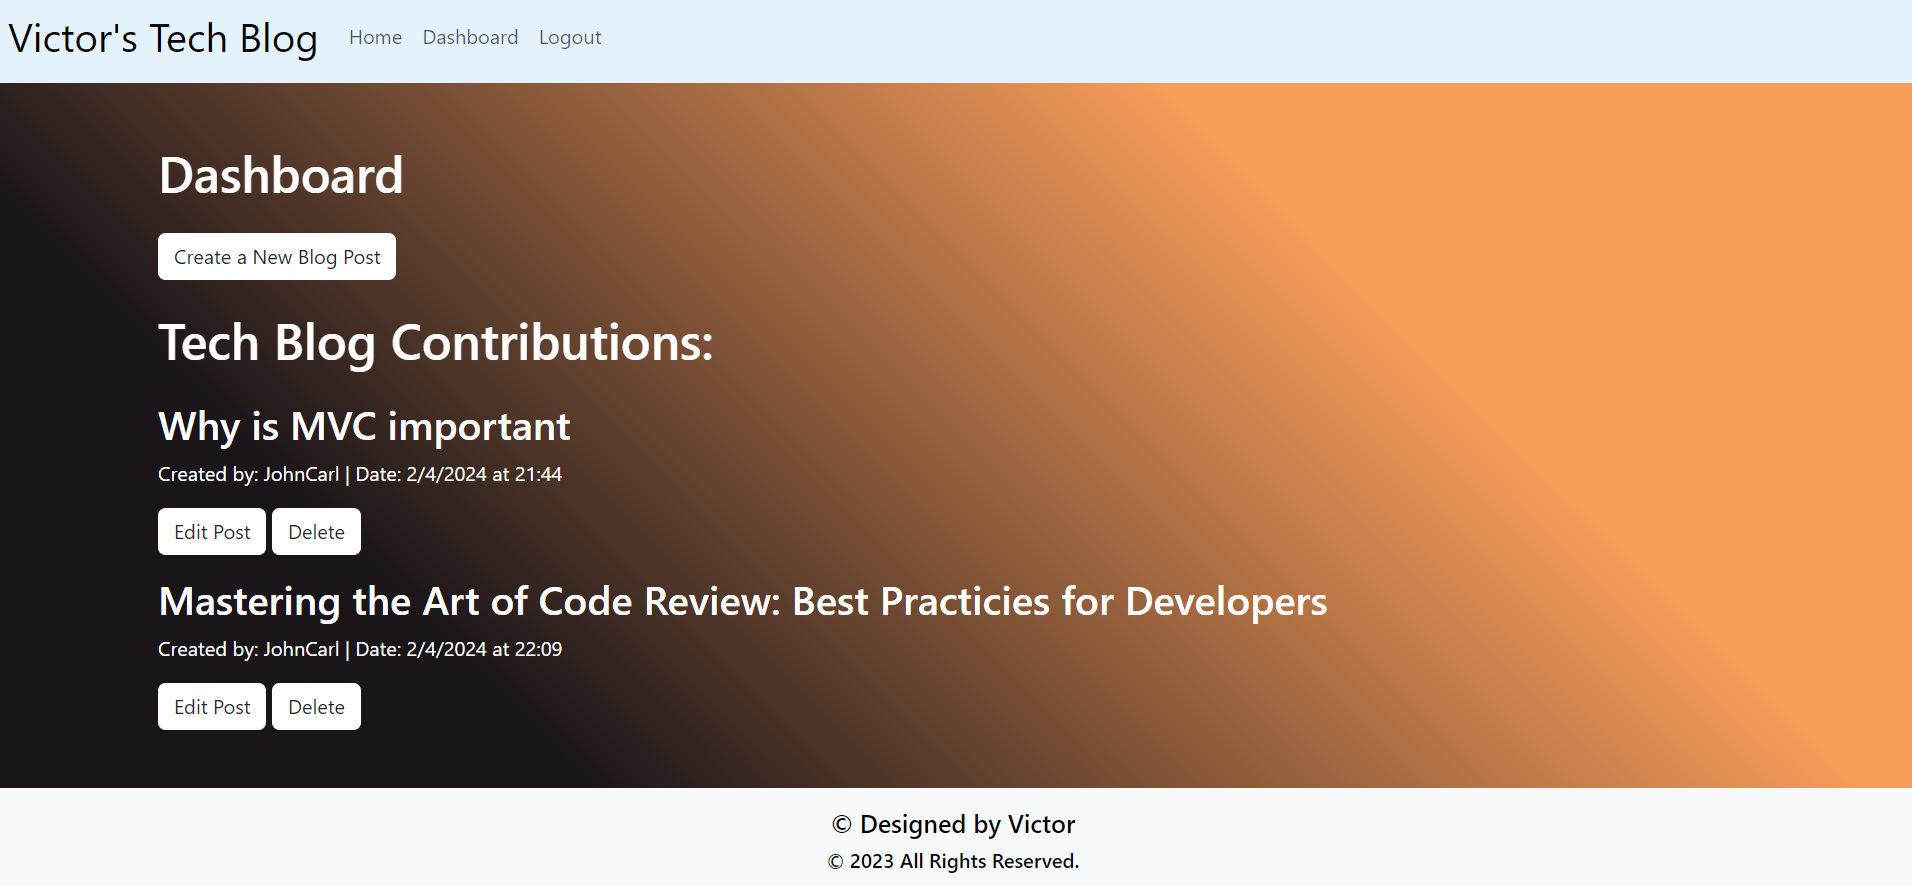 Victor's Tech Blog Home Dashboard Logout
Dashboard
Create a New Blog Post
Tech Blog Contributions:
Why is MVC important
Created by: JohnCarl | Date: 2/4/2024 at 21:44
Edit Post Delete
Mastering the Art of Code Review: Best Practicies for Developers
Created by: JohnCarl | Date: 2/4/2024 at 22:09
Edit Post Delete
© Designed by Victor
© 2023 All Rights Reserved.